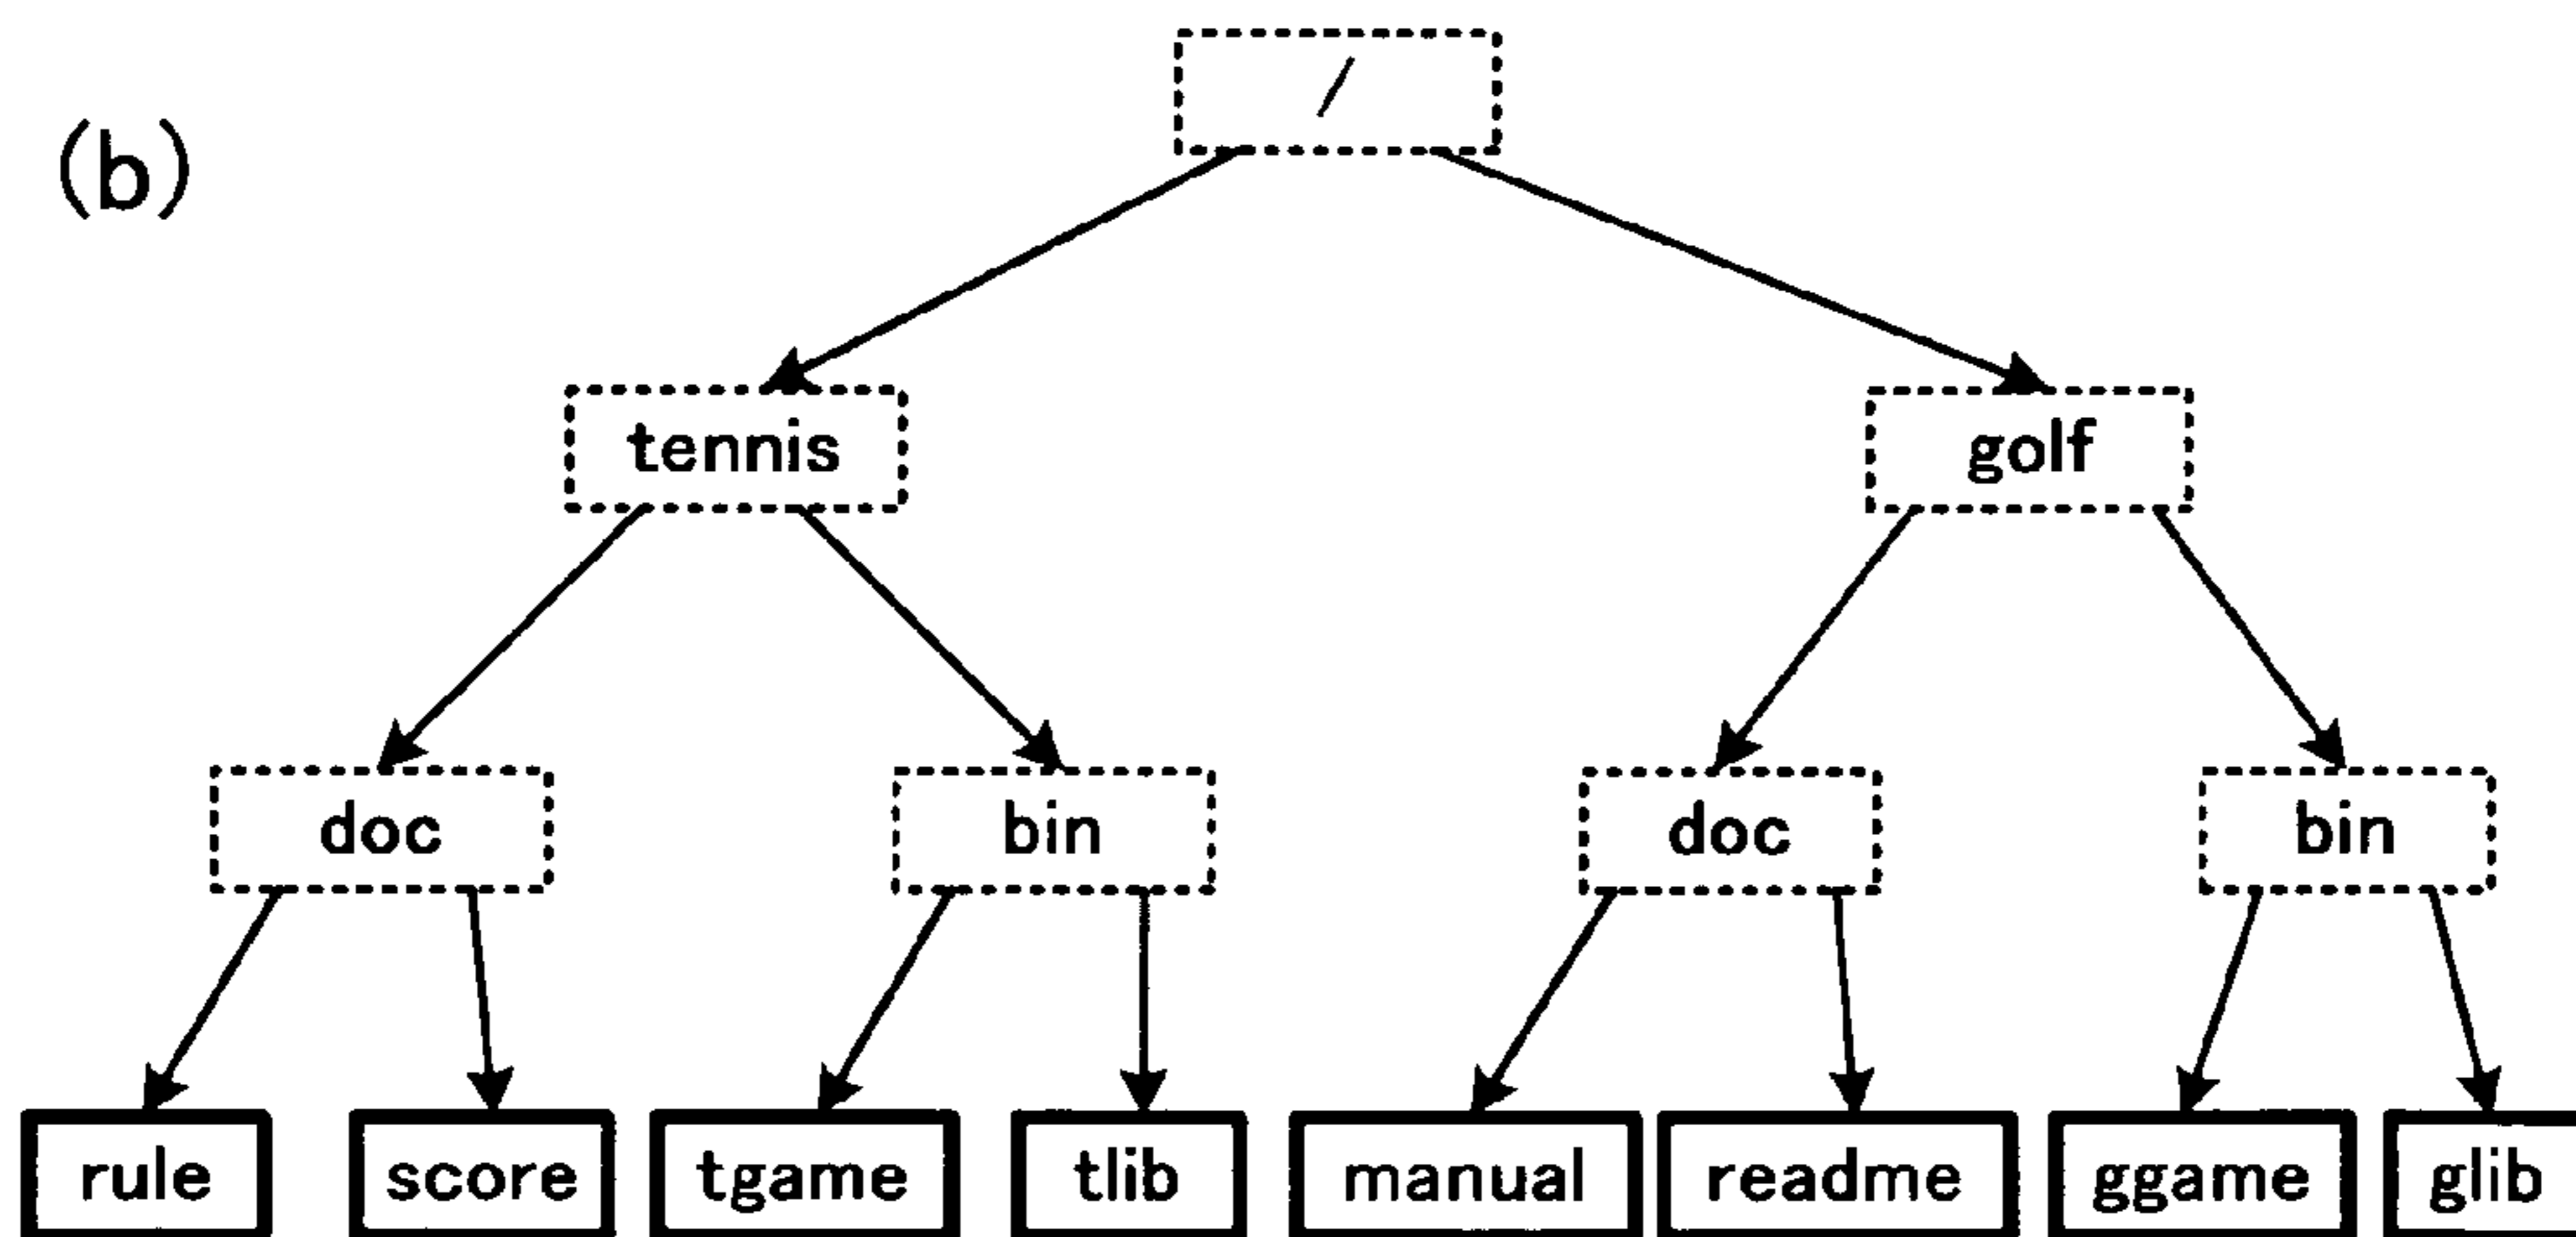 /
(b)
tennis golf
doc bin doc bin
rule score tgame tlib manual readme ggame glib